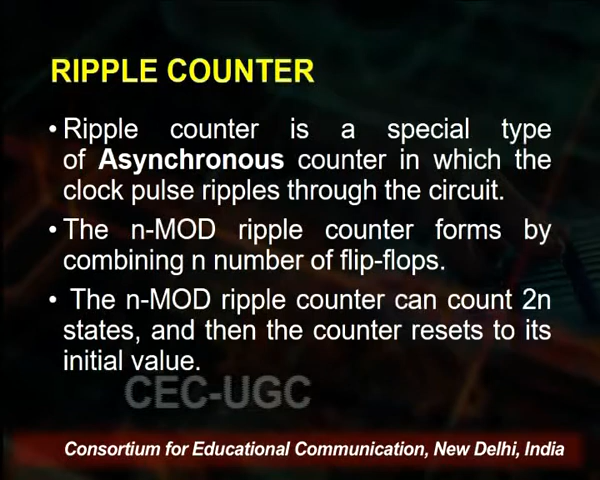 RIPPLE COUNTER
• Ripple counter is a special type
of Asynchronous counter in which the
clock pulse ripples through the circuit.
• The n-MOD ripple counter forms by
combining n number of flip-flops.
• The n-MOD ripple counter can count 2n
states, and then the counter resets to its
initial value.
CEC-UGC
Consortium for Educational Communication, New Delhi, India